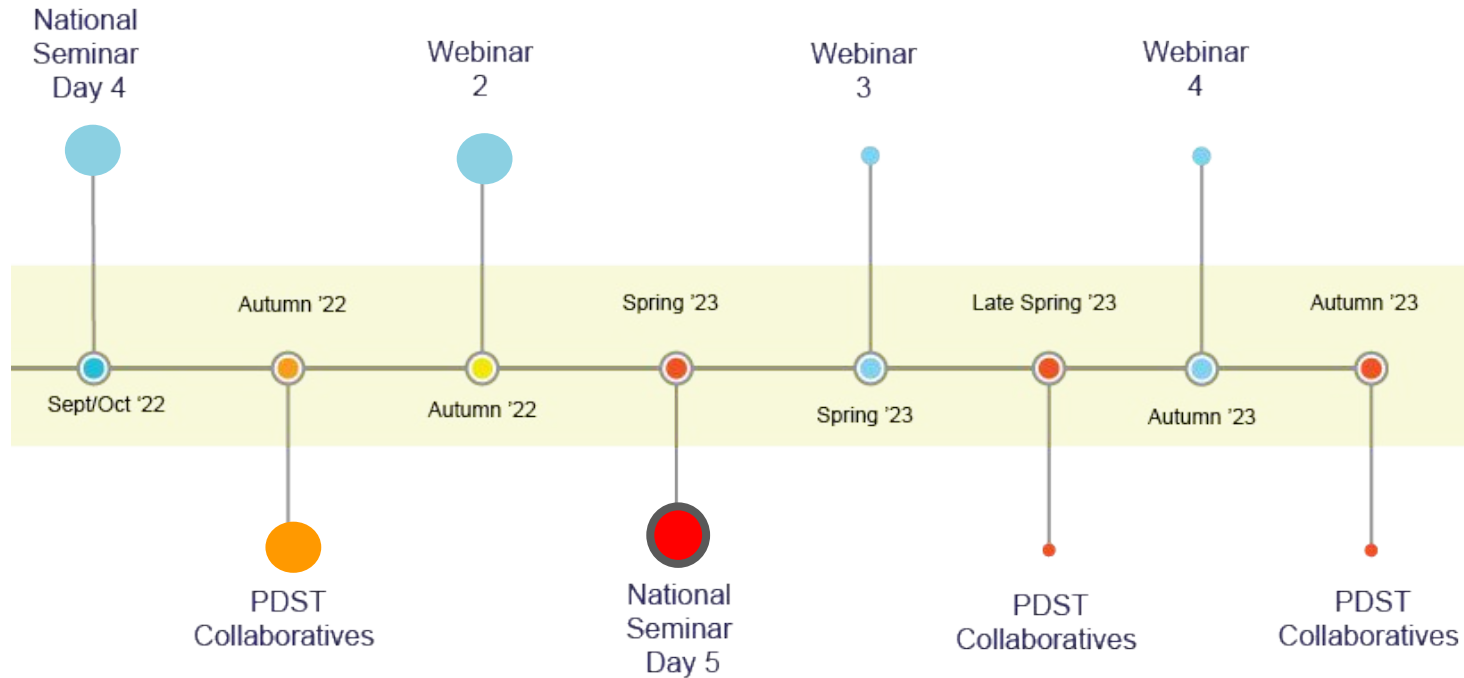 National
Seminar
Day 4
Webinar
2
Webinar
3
Webinar
4
Autumn '22
Spring '23
Late Spring '23
Autumn '23
Sept/Oct '22
Autumn '22
Spring '23
Autumn '23
PDST
Collaboratives
National
Seminar
Day 5
PDST
Collaboratives
PDST
Collaboratives